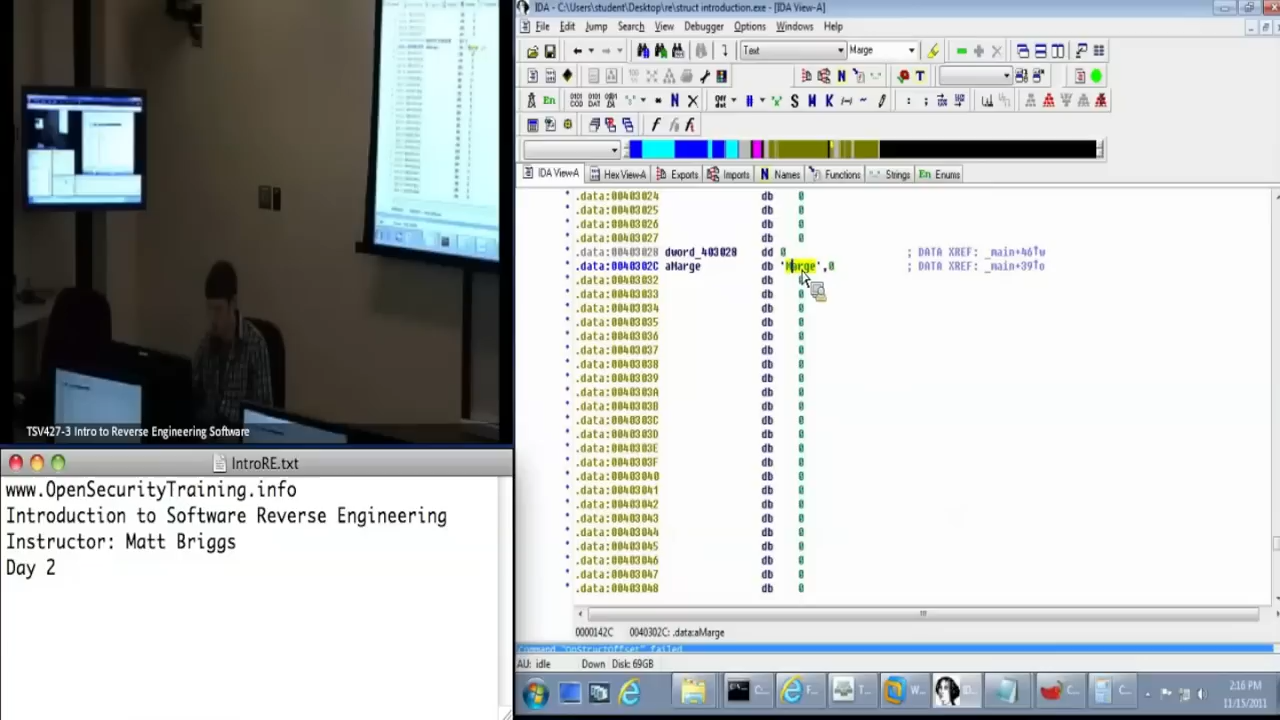 TSV427-3 Intro to Reverse Engineering Software
IntroRE.txt
www.OpenSecurityTraining.info
Introduction to Software Reverse Engineering
Instructor: Matt Briggs
Day 2
IDA - C:\Users\student\Desktop\re\struct introduction.exe - [IDA View-A]
File Edit Jump Search View Debugger Options Windows Help
Text Marge
IDA View-A Hex View-A Exports Imports N Names Functions Strings En Enums
.data:00403024 db 0
.data:00403025 db 0
.data:00403026 db 0
.data:00403027 db 0
.data:00403028 dword_403028 dd 0 ; DATA XREF: _main+46↑w
.data:0040302C aMarge db 'Marge',0 ; DATA XREF: _main+39↑o
.data:00403032 db 0
.data:00403033 db 0
.data:00403034 db 0
.data:00403035 db 0
.data:00403036 db 0
.data:00403037 db 0
.data:00403038 db 0
.data:00403039 db 0
.data:0040303A db 0
.data:0040303B db 0
.data:0040303C db 0
.data:0040303D db 0
.data:0040303E db 0
.data:0040303F db 0
.data:00403040 db 0
.data:00403041 db 0
.data:00403042 db 0
.data:00403043 db 0
.data:00403044 db 0
.data:00403045 db 0
.data:00403046 db 0
.data:00403047 db 0
.data:00403048 db 0
0000142C 0040302C: .data:aMarge
Command "OpStructOffset" failed
AU: idle Down Disk: 69GB
C... F... T... W... C... C...
2:16 PM
11/15/2011